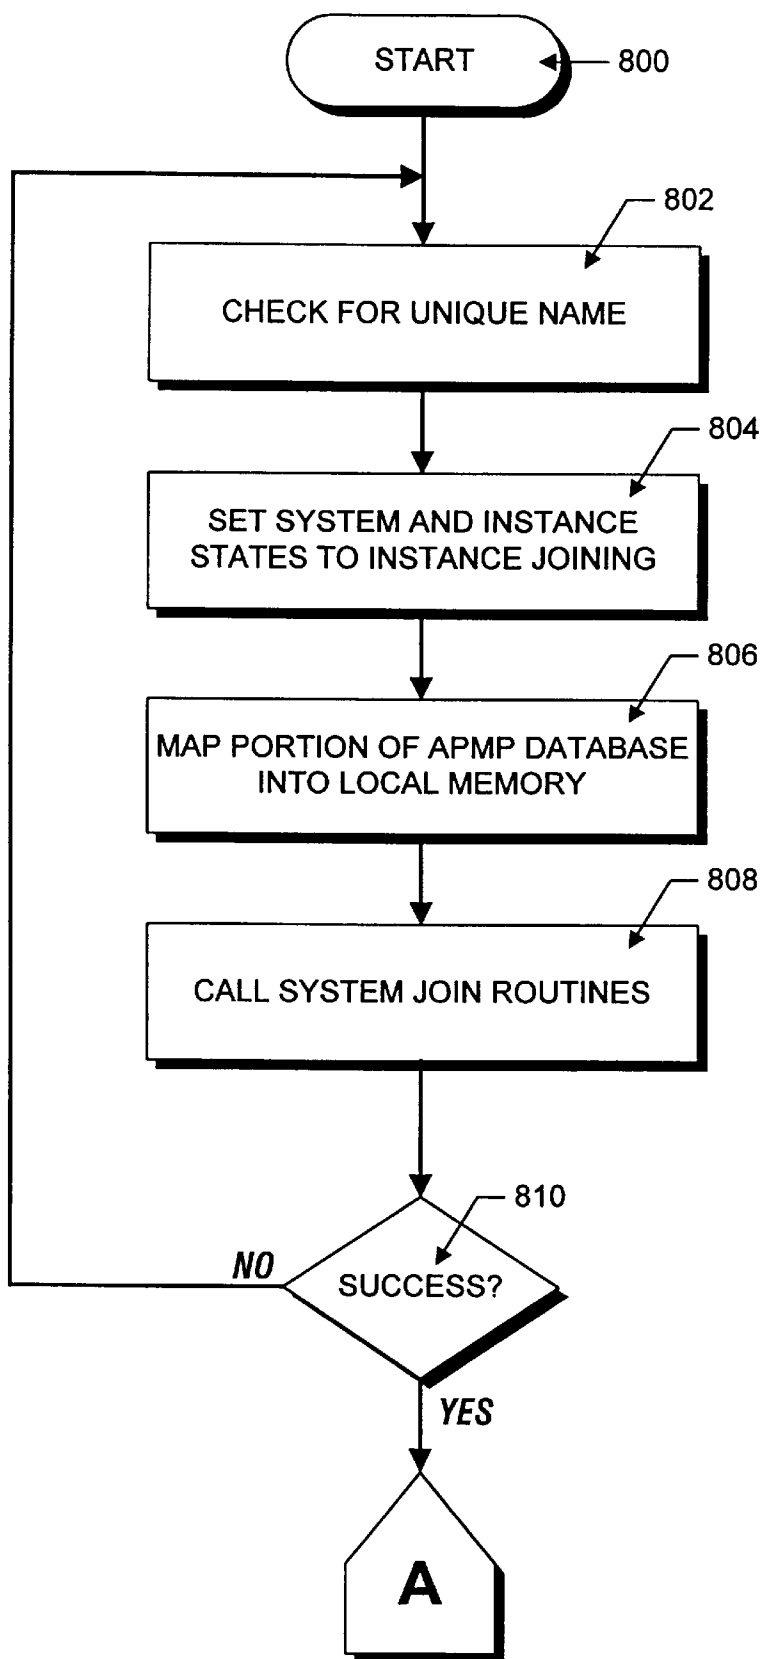 START
800
802
CHECK FOR UNIQUE NAME
804
SET SYSTEM AND INSTANCE
STATES TO INSTANCE JOINING
806
MAP PORTION OF APMP DATABASE
INTO LOCAL MEMORY
808
CALL SYSTEM JOIN ROUTINES
810
NO
SUCCESS?
YES
A